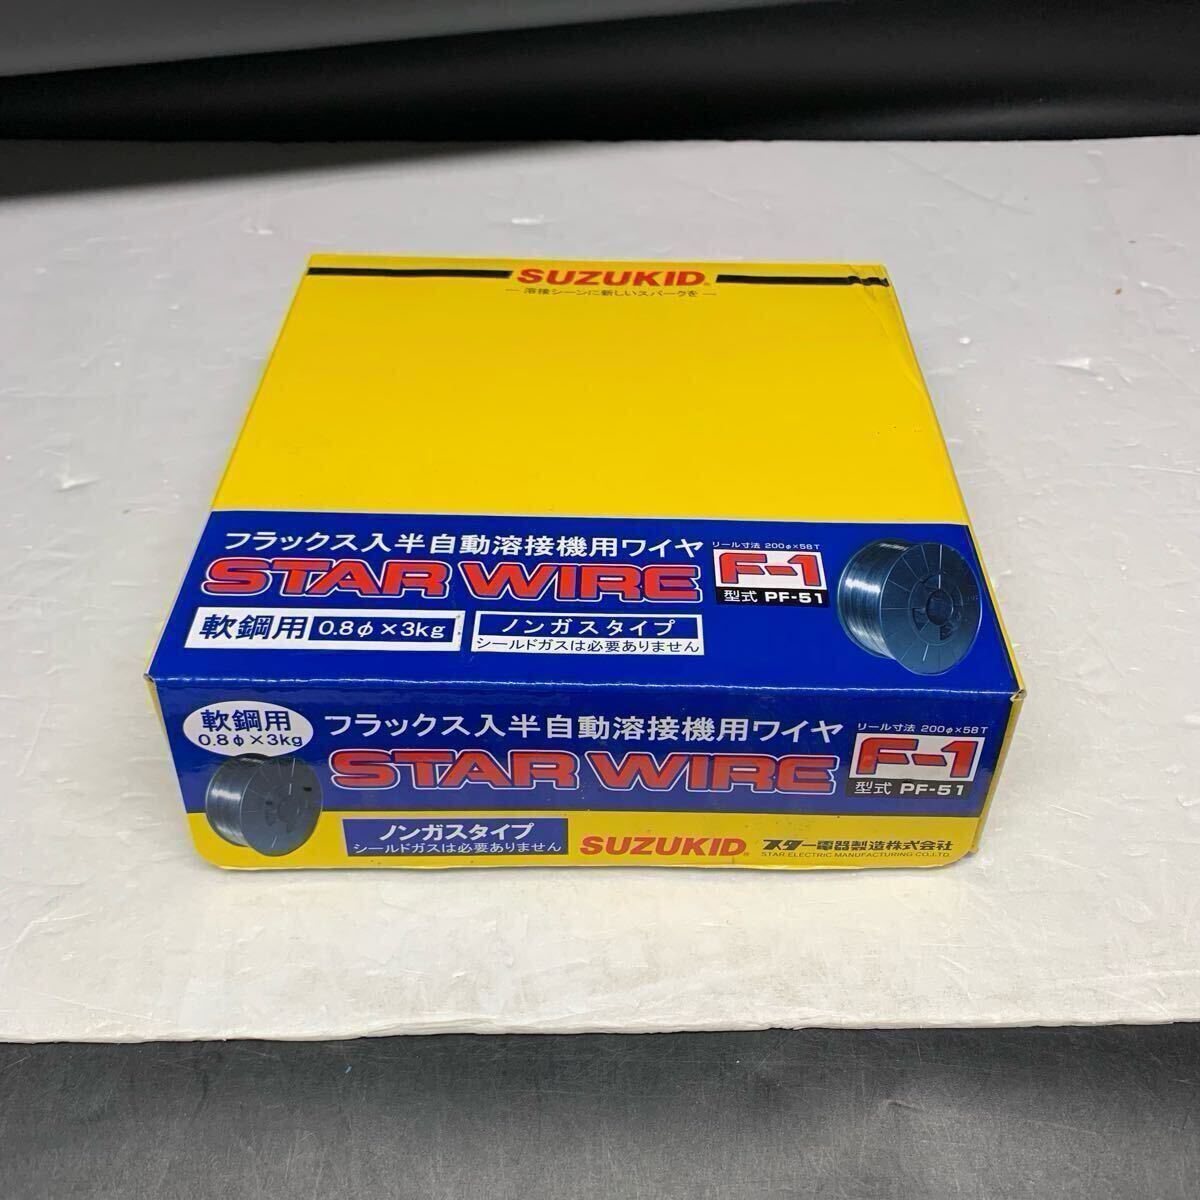 SUZUKID®
― 溶接シーンに新しいスパークを ―
フラックス入半自動溶接機用ワイヤ
リール寸法 200φ×58T
STAR WIRE
F-1
型式 PF-51
軟鋼用 0.8φ×3kg
ノンガスタイプ
シールドガスは必要ありません
軟鋼用
0.8φ×3kg
フラックス入半自動溶接機用ワイヤ
リール寸法 200φ×58T
STAR WIRE
F-1
型式 PF-51
ノンガスタイプ
シールドガスは必要ありません
SUZUKID®
スター電器製造株式会社
STAR ELECTRIC MANUFACTURING CO.,LTD.